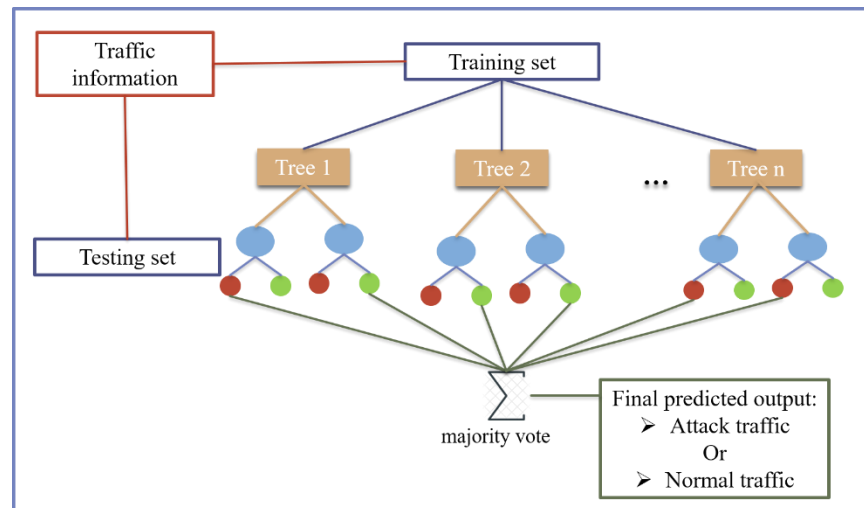 Traffic
information
Training set
Tree 1
Tree 2
...
Tree n
Testing set
majority vote
Final predicted output:
➢ Attack traffic
Or
➢ Normal traffic